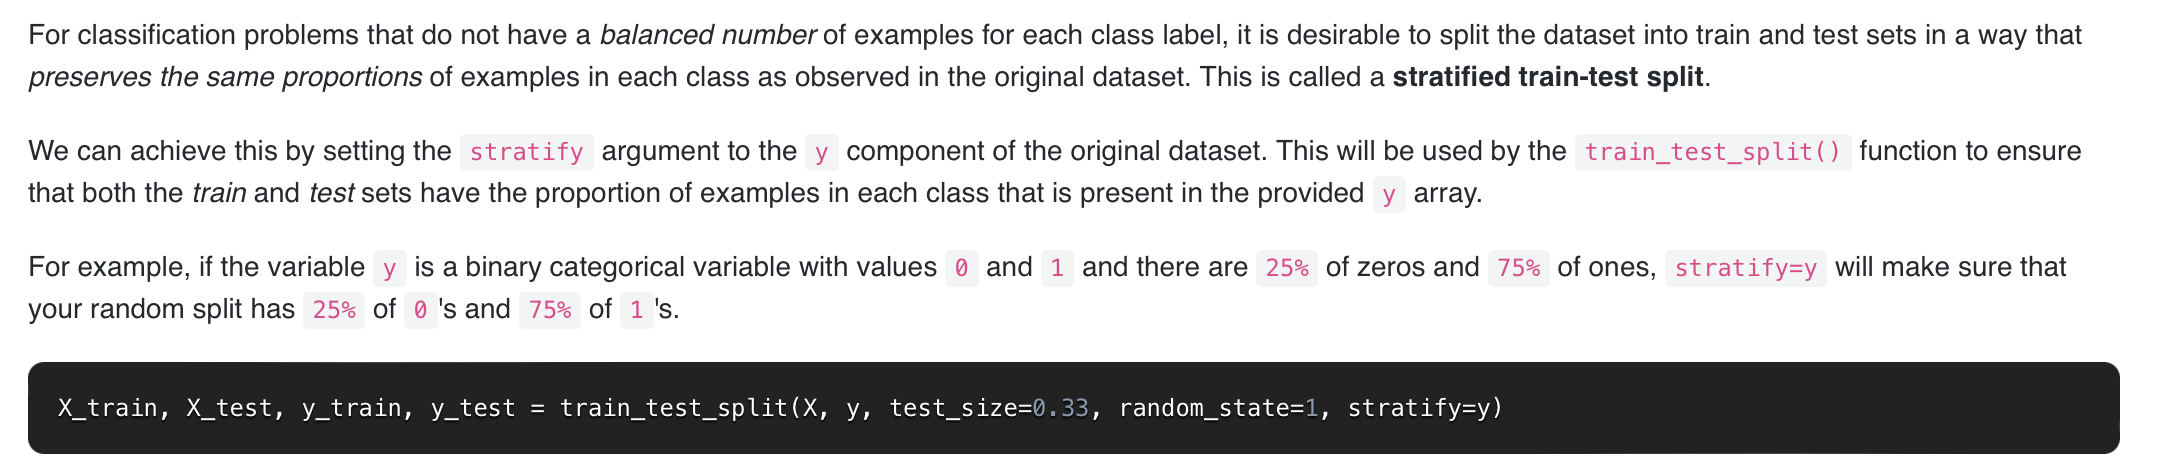 For classification problems that do not have a balanced number of examples for each class label, it is desirable to split the dataset into train and test sets in a way that
preserves the same proportions of examples in each class as observed in the original dataset. This is called a stratified train-test split.
We can achieve this by setting the stratify argument to the y component of the original dataset. This will be used by the train_test_split() function to ensure
that both the train and test sets have the proportion of examples in each class that is present in the provided y array.
For example, if the variable y is a binary categorical variable with values 0 and 1 and there are 25% of zeros and 75% of ones, stratify=y will make sure that
your random split has 25% of 0 's and 75% of 1 's.
X_train, X_test, y_train, y_test = train_test_split(X, y, test_size=0.33, random_state=1, stratify=y)